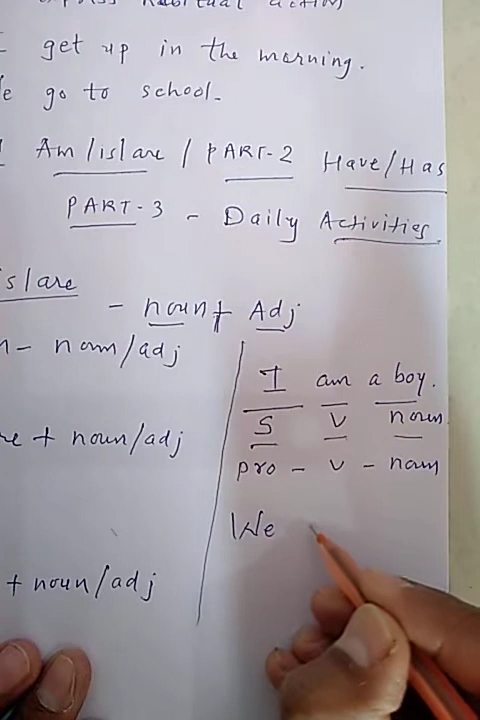 get up in the morning.
go to school.
Am/is/are / PART-2 Have/Has
PART-3 - Daily Activities
is/are - noun + Adj
- noun/adj
+ noun/adj
+ noun/adj
I am a boy.
S V noun
pro - v - noun
We